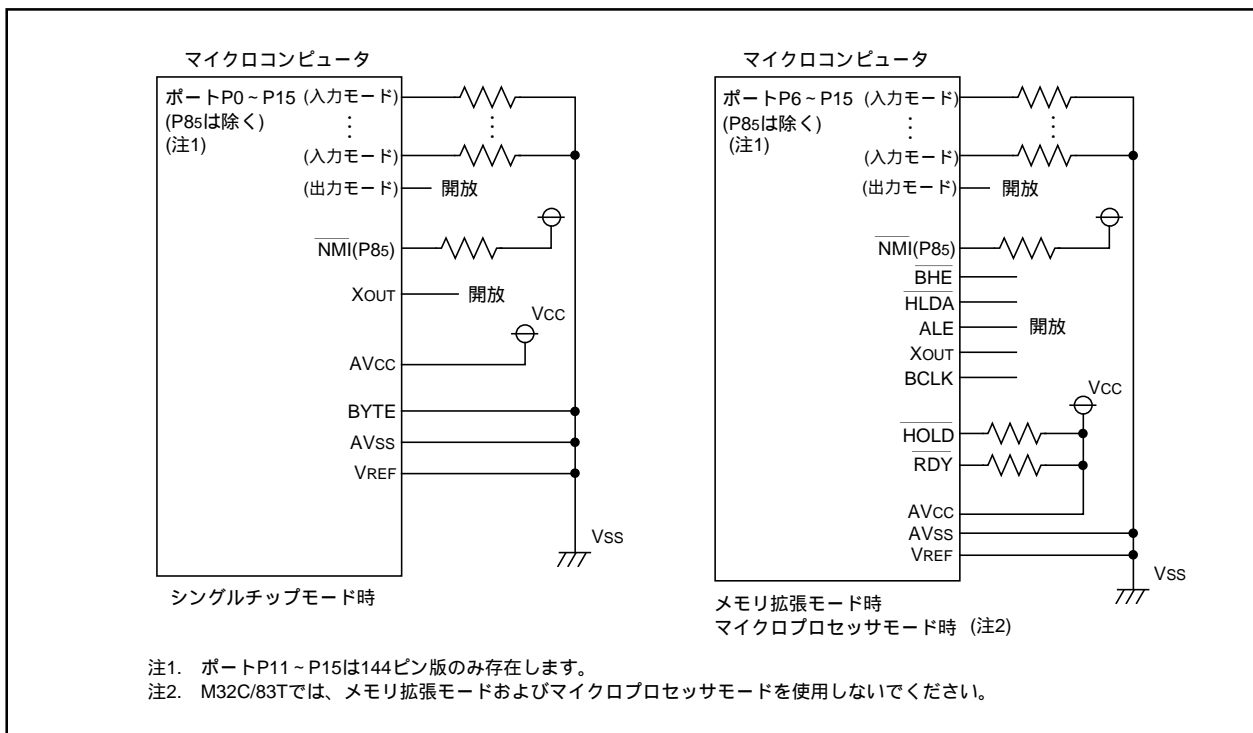 マイクロコンピュータ
ポートP0~P15 (入力モード)
(P85は除く)
(注1)
(入力モード)
(出力モード) 開放
NMI(P85)
XOUT 開放
VCC
AVCC
BYTE
AVSS
VREF
VSS
シングルチップモード時
マイクロコンピュータ
ポートP6~P15 (入力モード)
(P85は除く)
(注1)
(入力モード)
(出力モード) 開放
NMI(P85)
BHE
HLDA
ALE 開放
XOUT
BCLK
VCC
HOLD
RDY
AVCC
AVSS
VREF
VSS
メモリ拡張モード時
マイクロプロセッサモード時 (注2)
注1. ポートP11~P15は144ピン版のみ存在します。
注2. M32C/83Tでは、メモリ拡張モードおよびマイクロプロセッサモードを使用しないでください。